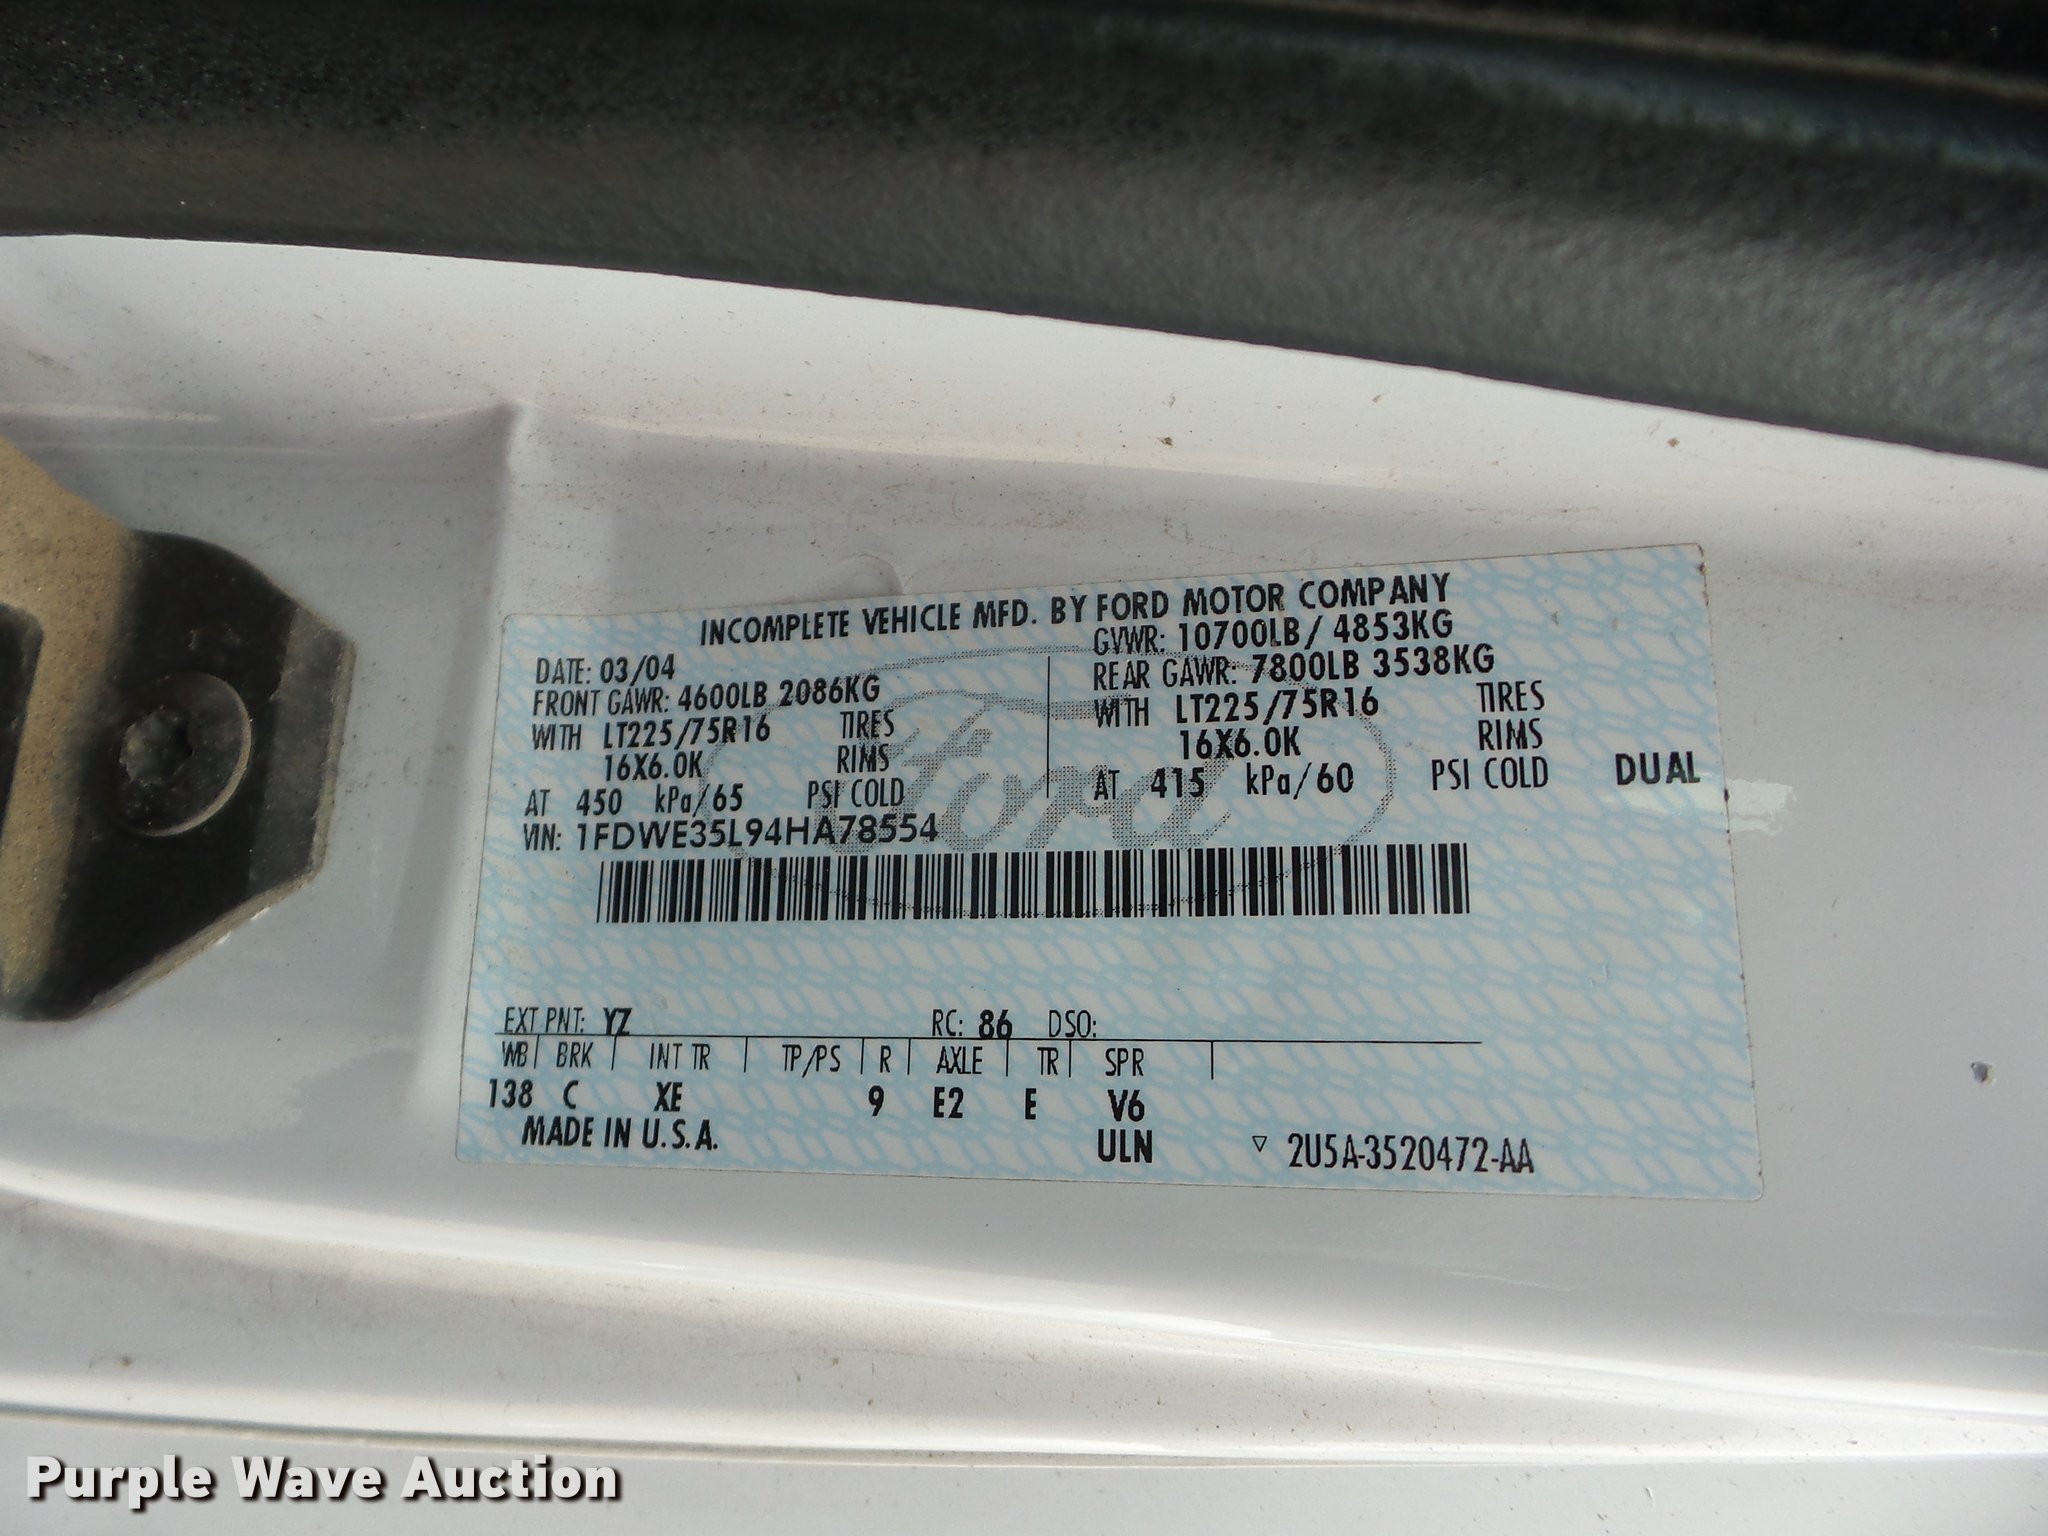 INCOMPLETE VEHICLE MFD. BY FORD MOTOR COMPANY
DATE: 03/04
GVWR: 10700LB/ 4853KG
FRONT GAWR: 4600LB 2086KG
REAR GAWR: 7800LB 3538KG
WITH LT225/75R16 TIRES
WITH LT225/75R16 TIRES
16X6.0K RIMS
16X6.0K RIMS
AT 450 kPa/65 PSI COLD
AT 415 kPa/60 PSI COLD DUAL
VIN: 1FDWE35L94HA78554
Ford
EXT PNT: YZ RC: 86 DSO:
WB BRK INT TR TP/PS R AXLE TR SPR
138 C XE 9 E2 E V6
MADE IN U.S.A. ULN ▽ 2U5A-3520472-AA
Purple Wave Auction